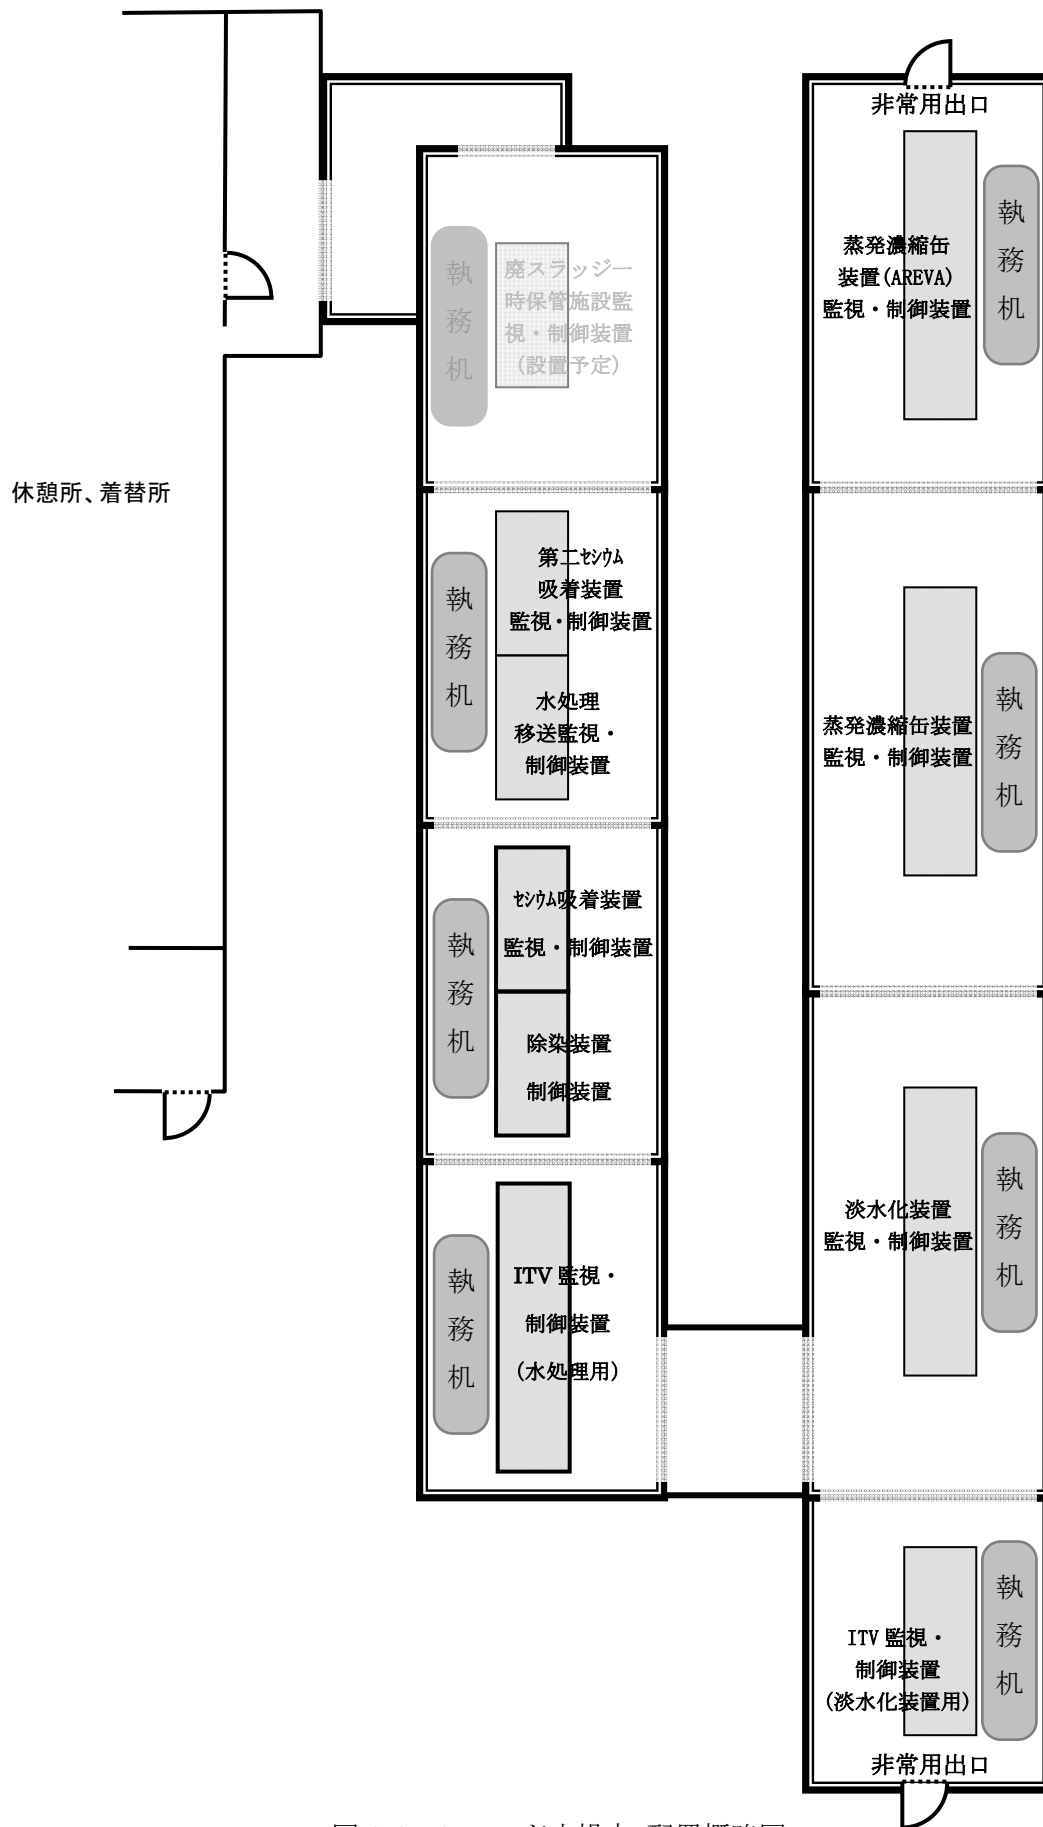 非常用出口
執務机
蒸発濃縮缶
装置(AREVA)
監視・制御装置
執務机
廃スラッジ一
時保管施設監
視・制御装置
(設置予定)
休憩所、着替所
執務机
第二ｾｼｳﾑ
吸着装置
監視・制御装置
水処理
移送監視・
制御装置
執務机
蒸発濃縮缶装置
監視・制御装置
執務机
ｾｼｳﾑ吸着装置
監視・制御装置
除染装置
制御装置
執務机
淡水化装置
監視・制御装置
執務机
ITV 監視・
制御装置
(水処理用)
執務机
ITV 監視・
制御装置
(淡水化装置用)
非常用出口